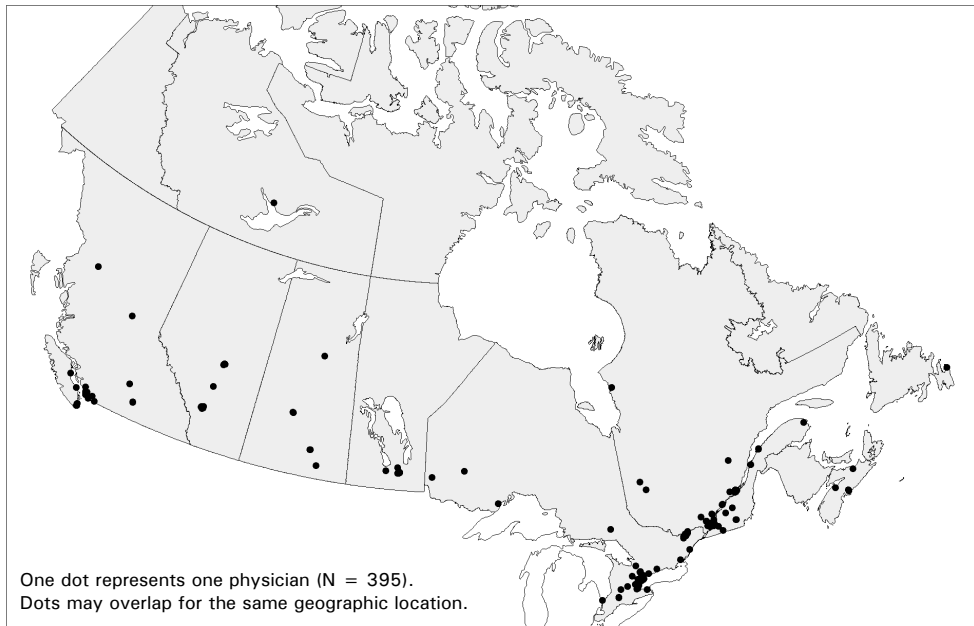 One dot represents one physician (N = 395).
Dots may overlap for the same geographic location.